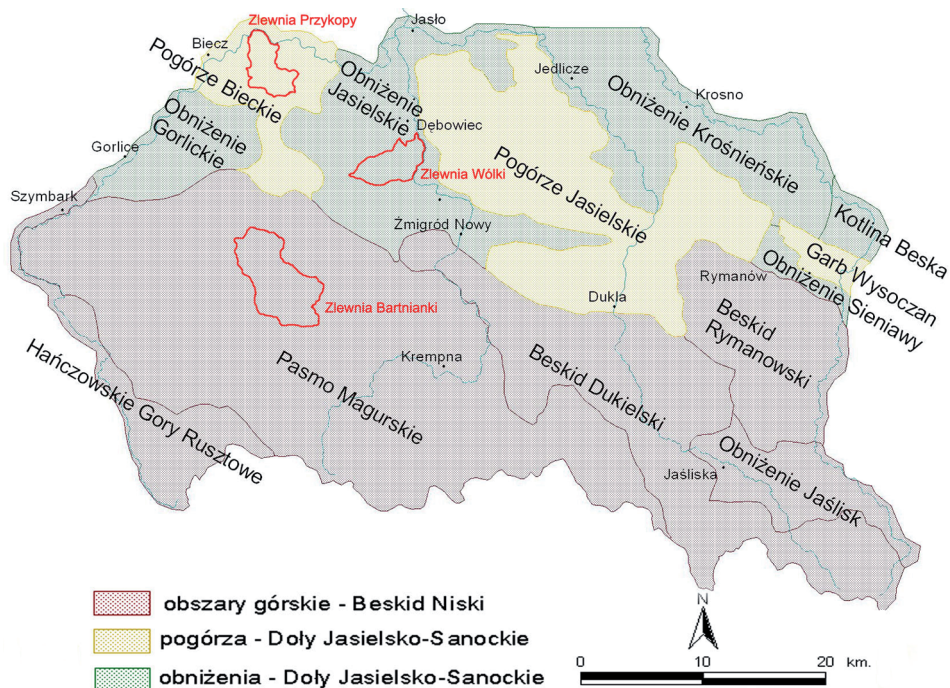 Zlewnia Przykopy
Jasło
Biecz
Pogórze Bieckie
Obniżenie
Jasielskie
Jedlicze
Krosno
Obniżenie Krośnieńskie
Obniżenie
Gorlickie
Dębowiec
Gorlice
Zlewnia Wólki
Pogórze Jasielskie
Szymbark
Żmigród Nowy
Kotlina Beska
Garb Wysoczan
Obniżenie Sieniawy
Rymanów
Zlewnia Bartnianki
Dukla
Beskid
Rymanowski
Hańczowskie Gory Rusztowe
Pasmo Magurskie
Krempna
Beskid Dukielski
Jaśliska
Obniżenie Jaślisk
obszary górskie - Beskid Niski
pogórza - Doły Jasielsko-Sanockie
obniżenia - Doły Jasielsko-Sanockie
N
0 10 20 km.